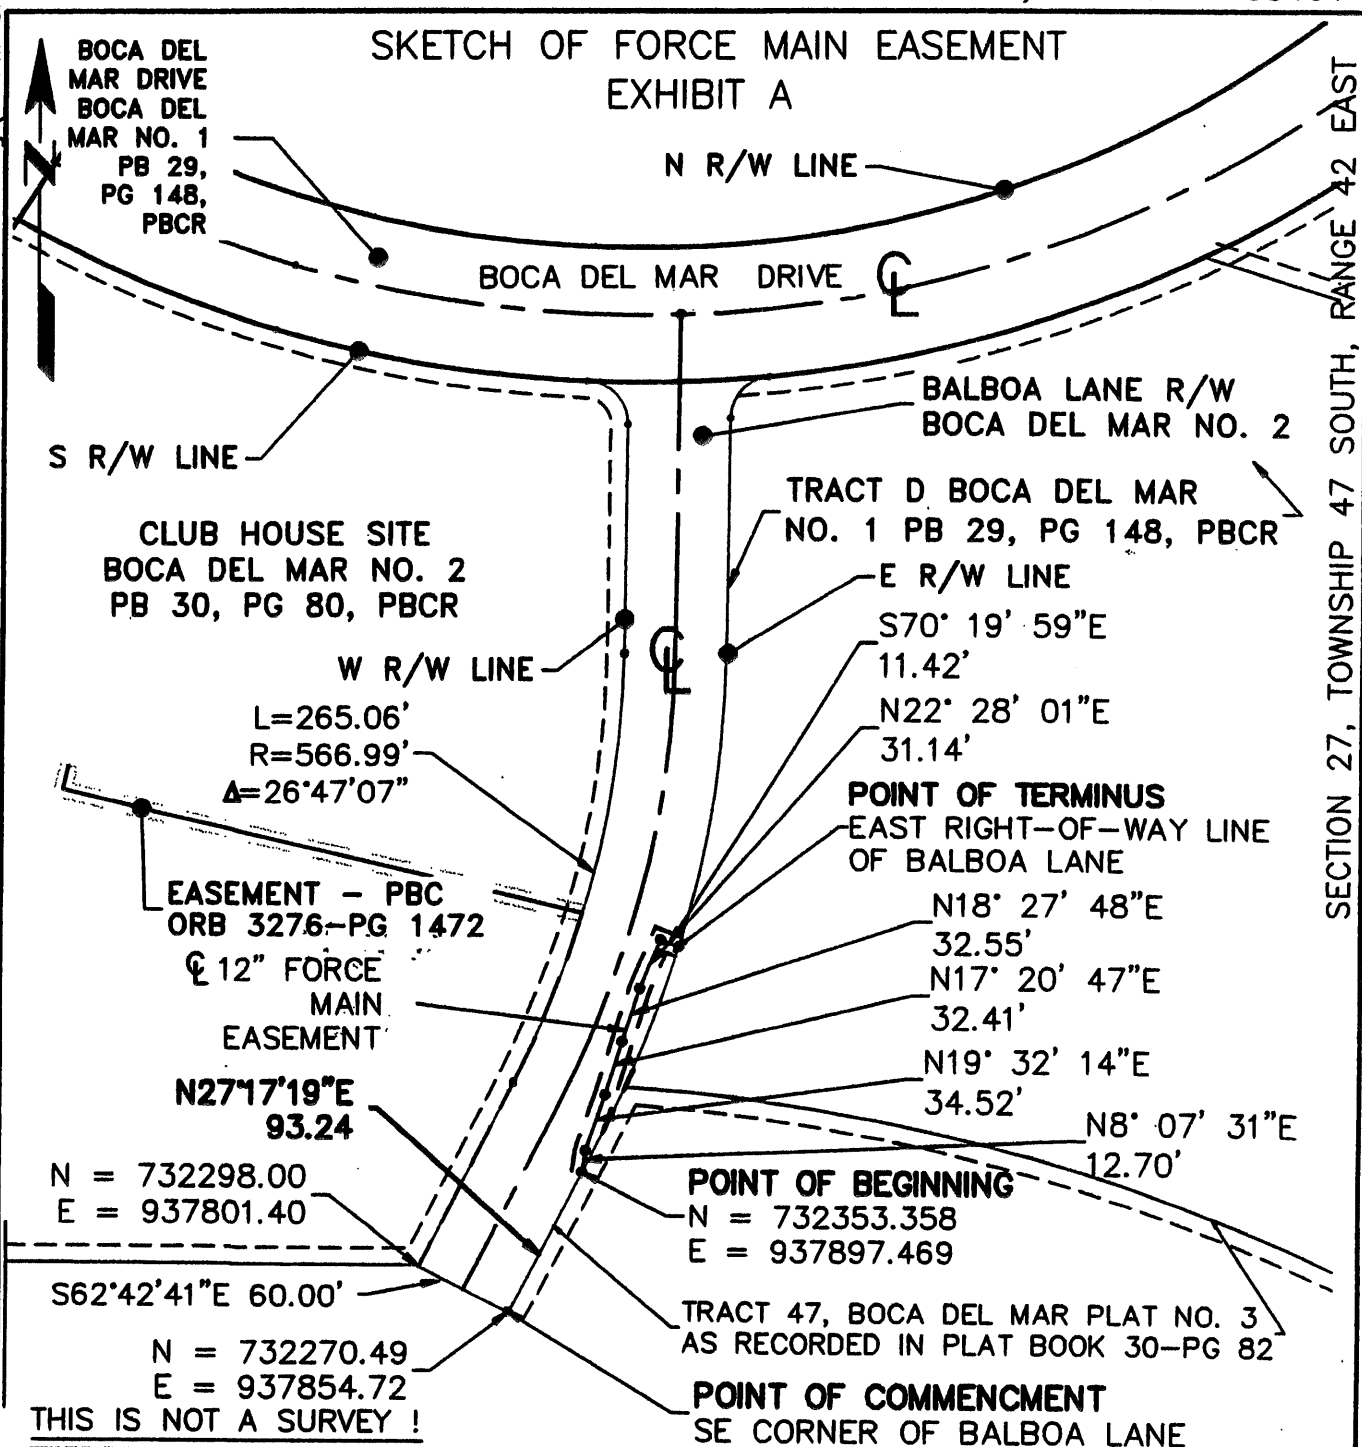 SKETCH OF FORCE MAIN EASEMENT
EXHIBIT A
BOCA DEL
MAR DRIVE
BOCA DEL
MAR NO. 1
PB 29,
PG 148,
PBCR
N
N R/W LINE
BOCA DEL MAR DRIVE ℄
S R/W LINE
BALBOA LANE R/W
BOCA DEL MAR NO. 2
TRACT D BOCA DEL MAR
NO. 1 PB 29, PG 148, PBCR
CLUB HOUSE SITE
BOCA DEL MAR NO. 2
PB 30, PG 80, PBCR
E R/W LINE
W R/W LINE
℄
S70° 19' 59"E
11.42'
N22° 28' 01"E
31.14'
L=265.06'
R=566.99'
Δ=26°47'07"
POINT OF TERMINUS
EAST RIGHT-OF-WAY LINE
OF BALBOA LANE
EASEMENT - PBC
ORB 3276-PG 1472
℄ 12" FORCE
MAIN
EASEMENT
N18° 27' 48"E
32.55'
N17° 20' 47"E
32.41'
N19° 32' 14"E
34.52'
N8° 07' 31"E
12.70'
N27°17'19"E
93.24
N = 732298.00
E = 937801.40
POINT OF BEGINNING
N = 732353.358
E = 937897.469
S62°42'41"E 60.00'
TRACT 47, BOCA DEL MAR PLAT NO. 3
AS RECORDED IN PLAT BOOK 30-PG 82
N = 732270.49
E = 937854.72
POINT OF COMMENCMENT
SE CORNER OF BALBOA LANE
THIS IS NOT A SURVEY !
SECTION 27, TOWNSHIP 47 SOUTH, RANGE 42 EAST